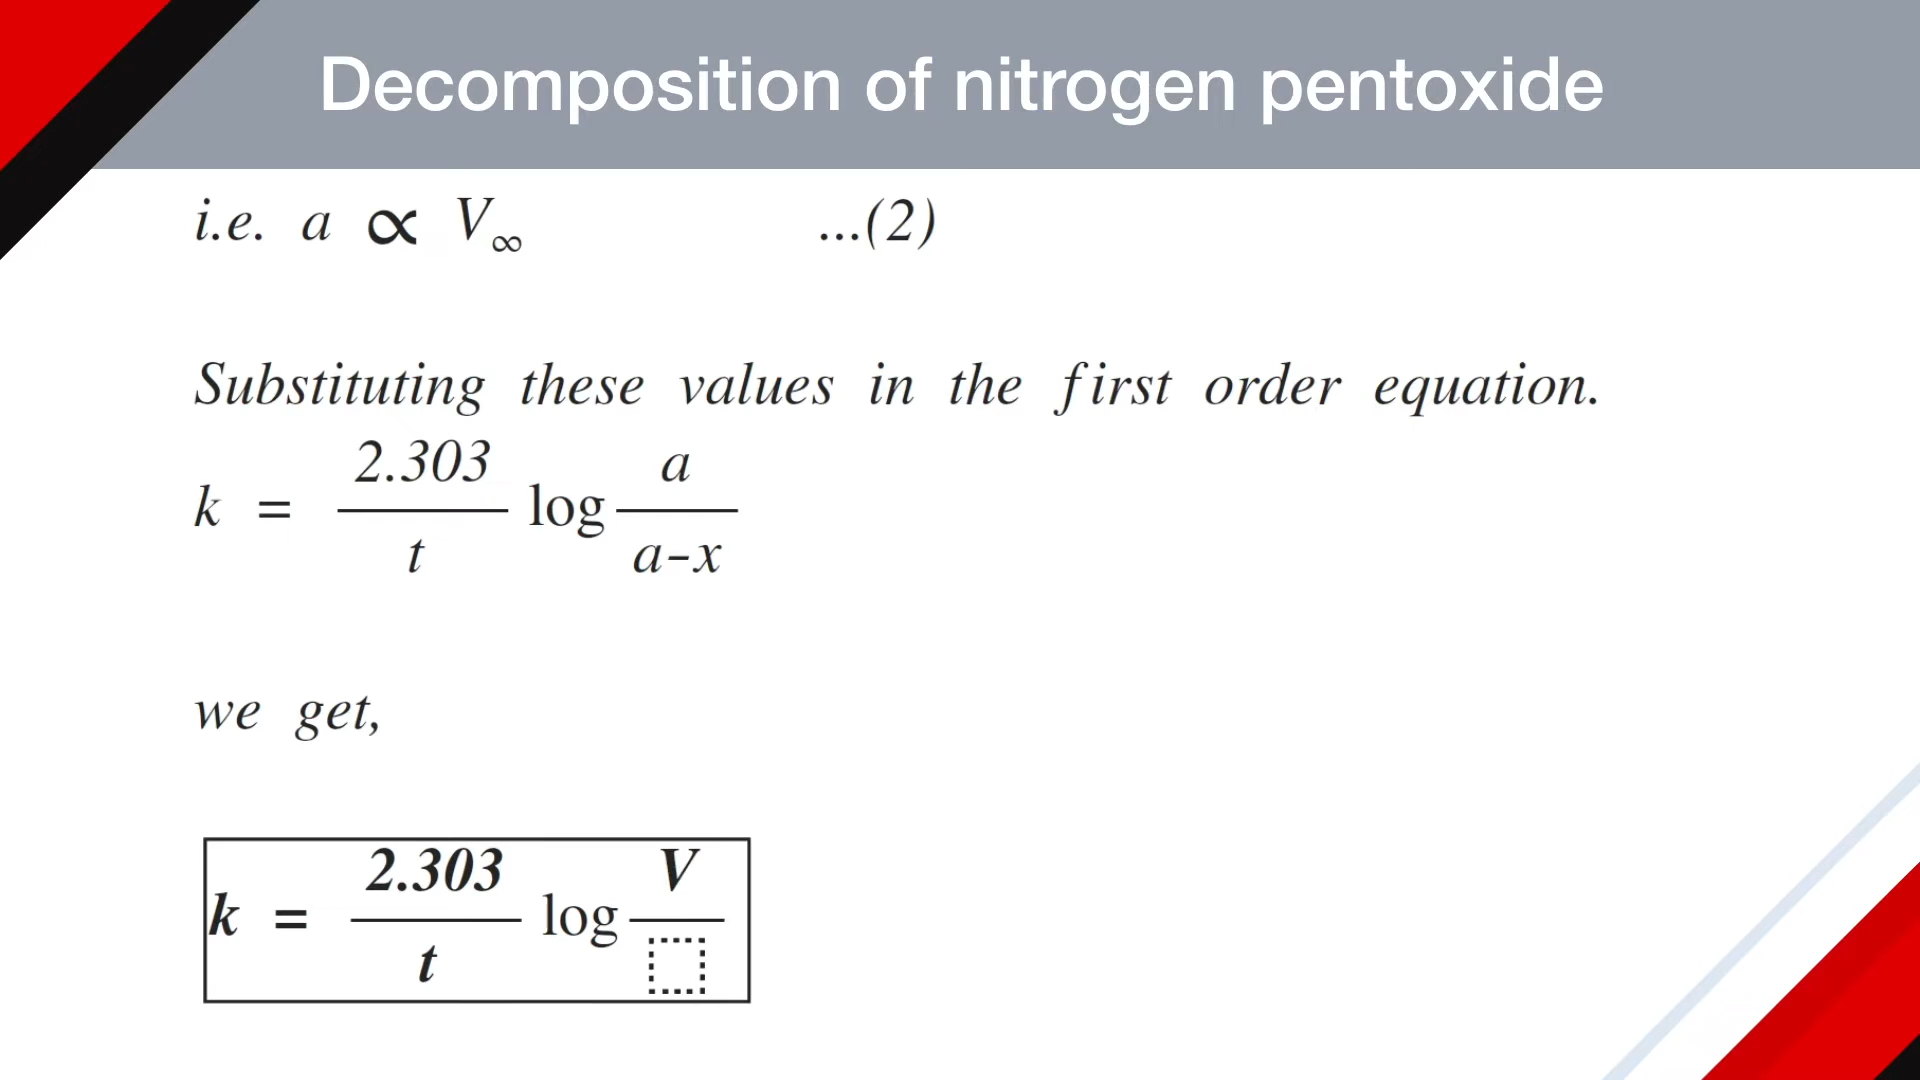 Decomposition of nitrogen pentoxide
i.e. a ∝ V∞ ...(2)
Substituting these values in the first order equation.
k = 2.303/t log a/a-x
we get,
k = 2.303/t log V/